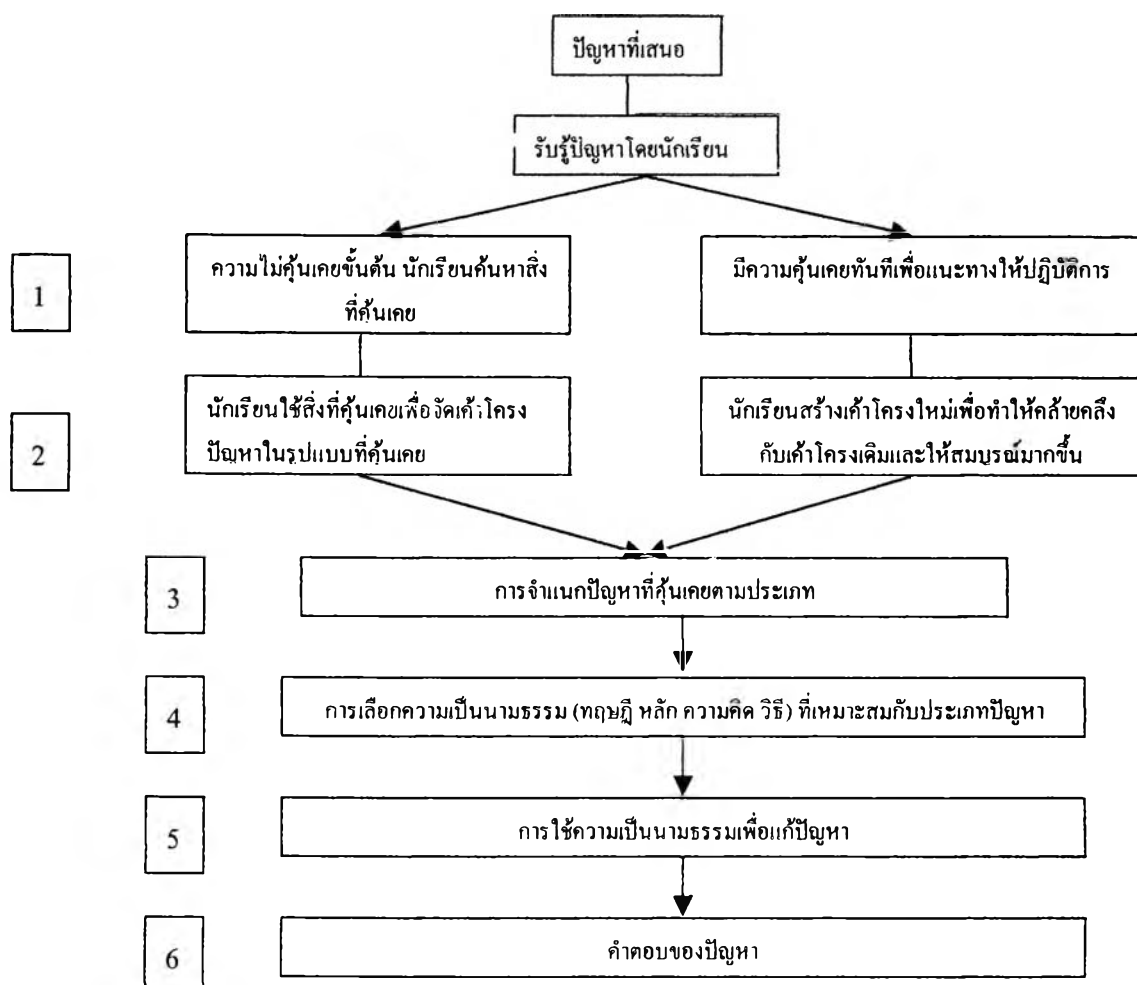 ปัญหาที่เสนอ
รับรู้ปัญหาโดยนักเรียน
1
ความไม่คุ้นเคยขั้นต้น นักเรียนค้นหาสิ่ง
ที่คุ้นเคย
มีความคุ้นเคยทันทีเพื่อแนะทางให้ปฏิบัติการ
2
นักเรียนใช้สิ่งที่คุ้นเคยเพื่อจัดเค้าโครง
ปัญหาในรูปแบบที่คุ้นเคย
นักเรียนสร้างเค้าโครงใหม่เพื่อทำให้คล้ายคลึง
กับเค้าโครงเดิมและให้สมบูรณ์มากขึ้น
3
การจำแนกปัญหาที่คุ้นเคยตามประเภท
4
การเลือกความเป็นนามธรรม (ทฤษฎี หลัก ความคิด วิธี) ที่เหมาะสมกับประเภทปัญหา
5
การใช้ความเป็นนามธรรมเพื่อแก้ปัญหา
6
คำตอบของปัญหา